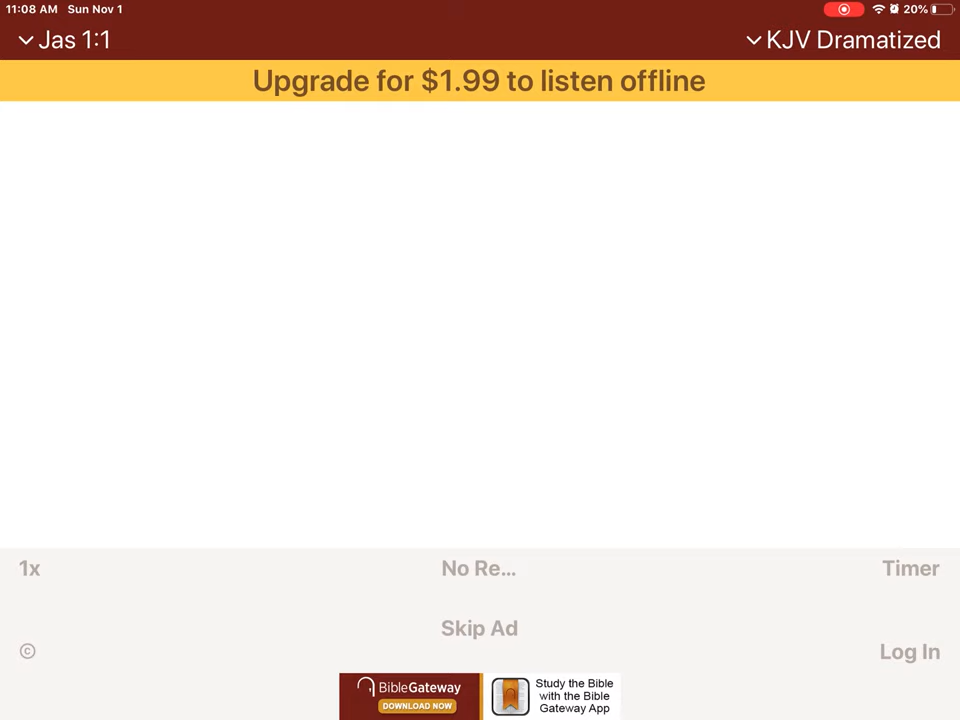 11:08 AM Sun Nov 1
20%
Jas 1:1
KJV Dramatized
Upgrade for $1.99 to listen offline
1x
No Re...
Timer
Skip Ad
©
Log In
BibleGateway
DOWNLOAD NOW
Study the Bible
with the Bible
Gateway App